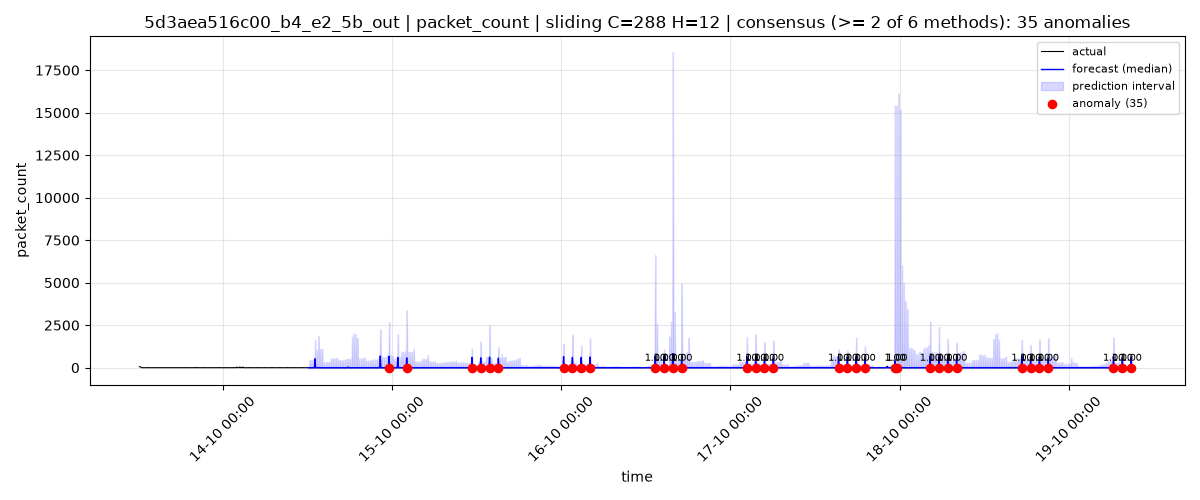 5d3aea516c00_b4_e2_5b_out | packet_count | sliding C=288 H=12 | consensus (>= 2 of 6 methods): 35 anomalies
actual
forecast (median)
prediction interval
anomaly (35)
packet_count
17500
15000
12500
10000
7500
5000
2500
0
14-10 00:00
15-10 00:00
16-10 00:00
17-10 00:00
18-10 00:00
19-10 00:00
time